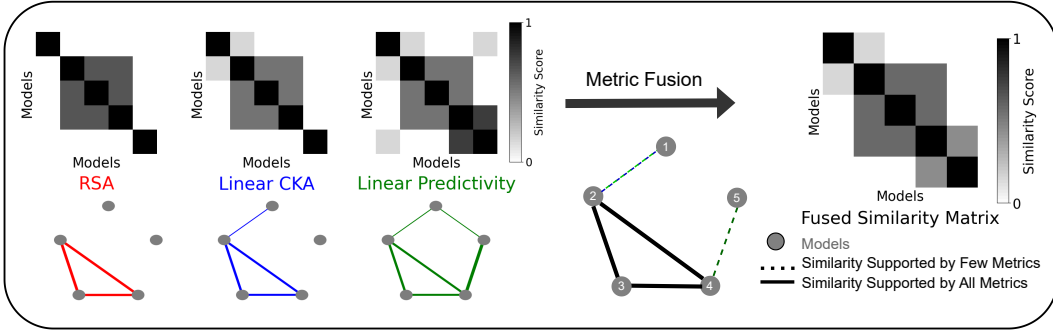 Models
Models
RSA
Models
Models
Linear CKA
Models
Models
Linear Predictivity
1
0
Similarity Score
Metric Fusion
1
2
3
4
5
Models
Models
1
0
Similarity Score
Fused Similarity Matrix
Models
Similarity Supported by Few Metrics
Similarity Supported by All Metrics